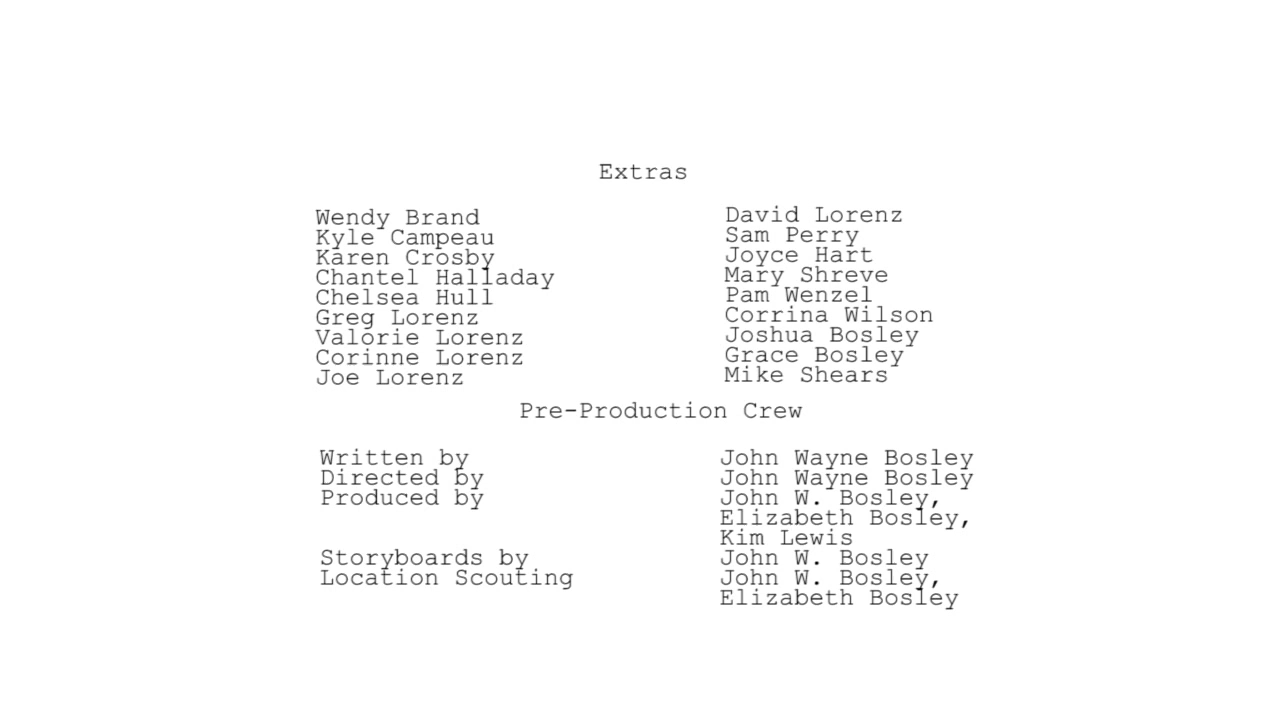 Extras
Wendy Brand
Kyle Campeau
Karen Crosby
Chantel Halladay
Chelsea Hull
Greg Lorenz
Valorie Lorenz
Corinne Lorenz
Joe Lorenz
David Lorenz
Sam Perry
Joyce Hart
Mary Shreve
Pam Wenzel
Corrina Wilson
Joshua Bosley
Grace Bosley
Mike Shears
Pre-Production Crew
Written by John Wayne Bosley
Directed by John Wayne Bosley
Produced by John W. Bosley,
Elizabeth Bosley,
Kim Lewis
Storyboards by John W. Bosley
Location Scouting John W. Bosley,
Elizabeth Bosley